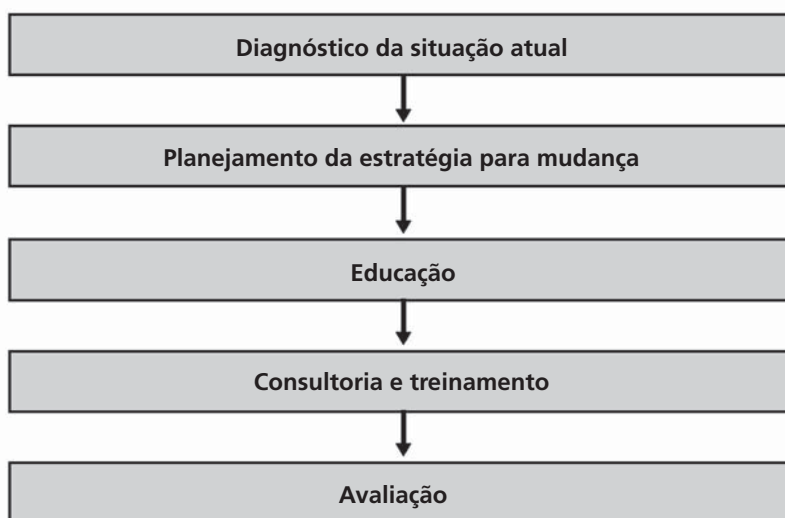 Diagnóstico da situação atual
Planejamento da estratégia para mudança
Educação
Consultoria e treinamento
Avaliação